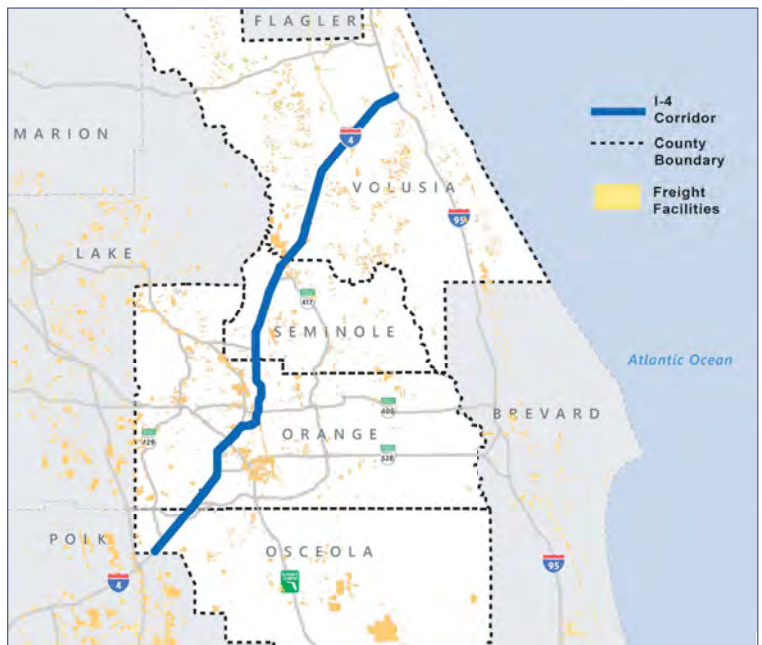 FLAGLER
I-4
Corridor
MARION
4
County
Boundary
VOLUSIA
Freight
Facilities
95
LAKE
417
SEMINOLE
Atlantic Ocean
408
BREVARD
429
ORANGE
528
POLK
OSCEOLA
95
4